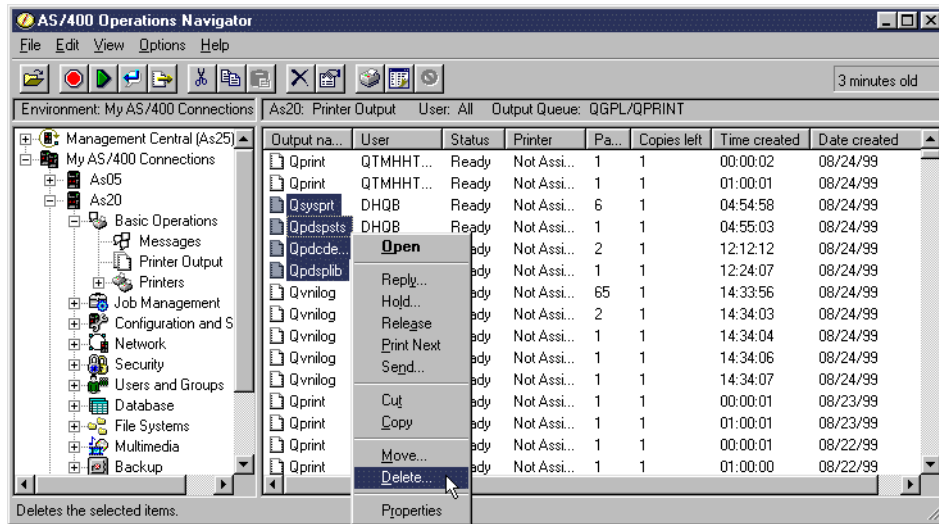 AS/400 Operations Navigator
File Edit View Options Help
3 minutes old
Environment: My AS/400 Connections As20: Printer Output User: All Output Queue: QGPL/QPRINT
Management Central (As25)
My AS/400 Connections
As05
As20
Basic Operations
Messages
Printer Output
Printers
Job Management
Configuration and S
Network
Security
Users and Groups
Database
File Systems
Multimedia
Backup
Output na... User Status Printer Pa... Copies left Time created Date created
Qprint QTMHHT... Ready Not Assi... 1 1 00:00:02 08/24/99
Qprint QTMHHT... Ready Not Assi... 1 1 01:00:01 08/24/99
Qsysprt DHQB Ready Not Assi... 6 1 04:54:58 08/24/99
Qpdspsts DHQB Ready Not Assi... 1 1 04:55:03 08/24/99
Qpdcde... Not Assi... 2 1 12:12:12 08/24/99
Qpdsplib ady Not Assi... 1 1 12:24:07 08/24/99
Qvnilog ady Not Assi... 65 1 14:33:56 08/24/99
Qvnilog ady Not Assi... 2 1 14:34:03 08/24/99
Qvnilog ady Not Assi... 1 1 14:34:04 08/24/99
Qvnilog ady Not Assi... 1 1 14:34:06 08/24/99
Qvnilog ady Not Assi... 1 1 14:34:07 08/24/99
Qprint ady Not Assi... 1 1 00:00:01 08/23/99
Qprint ady Not Assi... 1 1 01:00:01 08/23/99
Qprint ady Not Assi... 1 1 00:00:01 08/22/99
Qprint ady Not Assi... 1 1 01:00:00 08/22/99
Open
Reply...
Hold...
Release
Print Next
Send...
Cut
Copy
Move...
Delete...
Properties
Deletes the selected items.